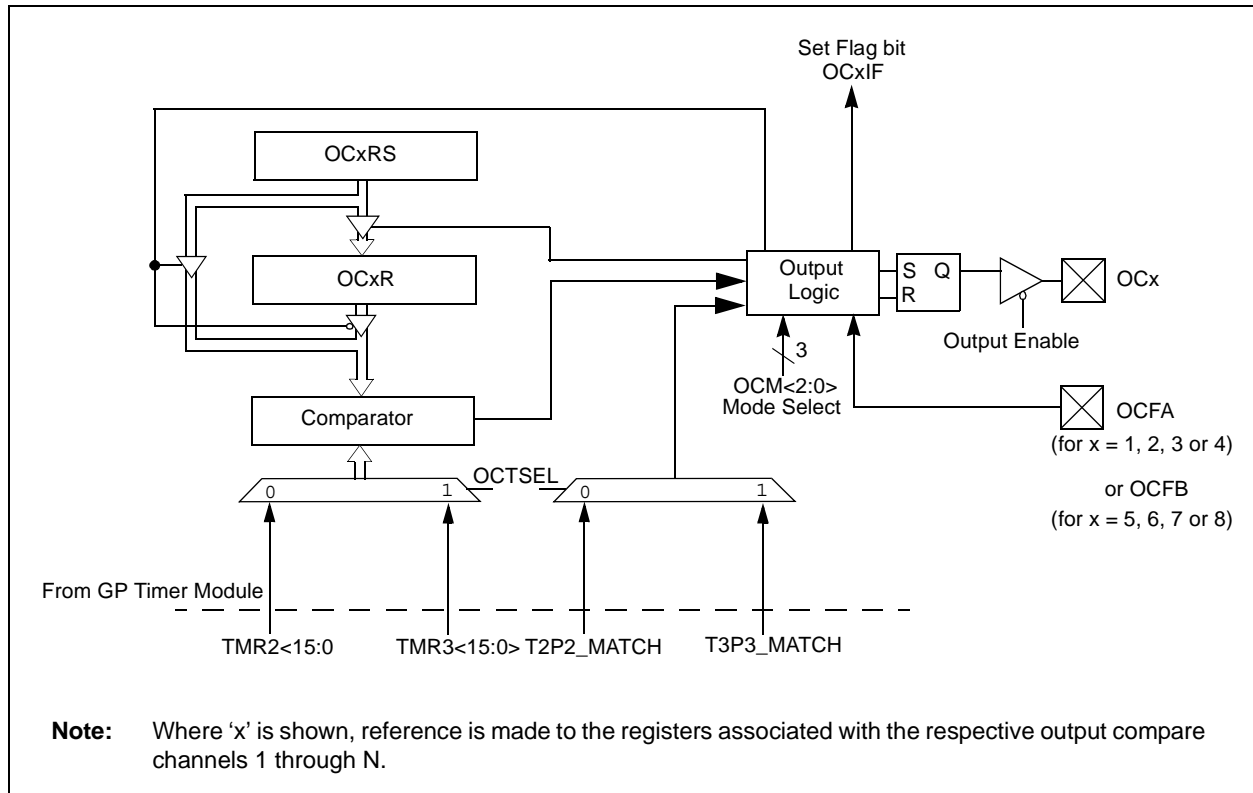 Set Flag bit
OCxIF
OCxRS
OCxR
Output
Logic
S Q
R
OCx
Output Enable
3
OCM<2:0>
Mode Select
Comparator
OCFA
(for x = 1, 2, 3 or 4)
or OCFB
(for x = 5, 6, 7 or 8)
OCTSEL
0 1
0 1
From GP Timer Module
TMR2<15:0
TMR3<15:0>
T2P2_MATCH
T3P3_MATCH
Note: Where ‘x’ is shown, reference is made to the registers associated with the respective output compare
channels 1 through N.